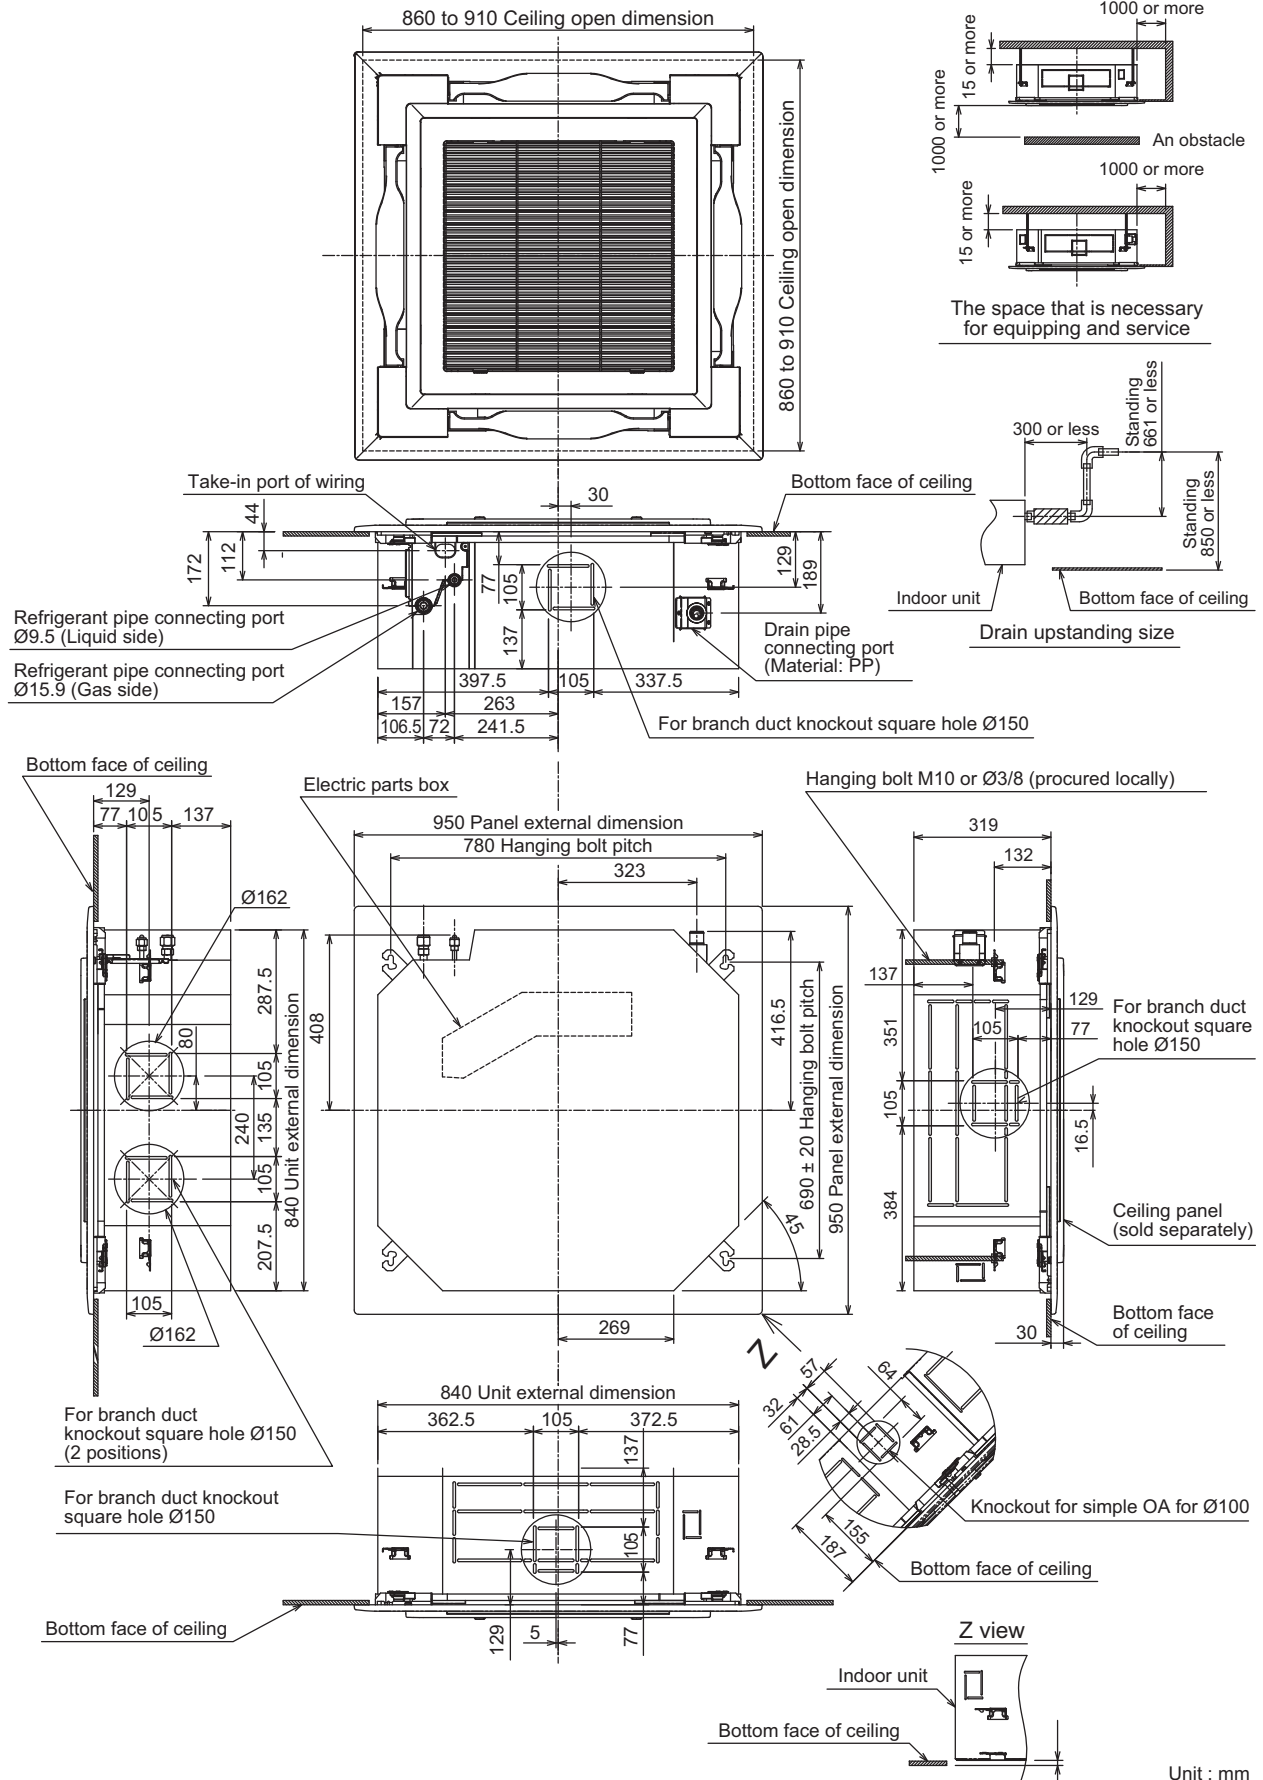 860 to 910 Ceiling open dimension
860 to 910 Ceiling open dimension
1000 or more
15 or more
1000 or more
An obstacle
1000 or more
15 or more
The space that is necessary
for equipping and service
300 or less
Standing
661 or less
Standing
850 or less
Indoor unit
Bottom face of ceiling
Drain upstanding size
Take-in port of wiring
30
Bottom face of ceiling
44
112
172
77
105
137
129
189
Refrigerant pipe connecting port
Ø9.5 (Liquid side)
Refrigerant pipe connecting port
Ø15.9 (Gas side)
Drain pipe
connecting port
(Material: PP)
397.5
105
337.5
157
263
106.5
72
241.5
For branch duct knockout square hole Ø150
Bottom face of ceiling
129
77
105
137
Ø162
287.5
80
105
135
240
105
207.5
840 Unit external dimension
105
Ø162
For branch duct
knockout square hole Ø150
(2 positions)
Electric parts box
950 Panel external dimension
780 Hanging bolt pitch
323
408
416.5
690 ± 20 Hanging bolt pitch
950 Panel external dimension
45
269
Z
Hanging bolt M10 or Ø3/8 (procured locally)
319
132
137
129
105
77
351
105
384
16.5
For branch duct
knockout square
hole Ø150
Ceiling panel
(sold separately)
30
Bottom face
of ceiling
840 Unit external dimension
362.5
105
372.5
137
105
129
5
77
For branch duct knockout
square hole Ø150
Bottom face of ceiling
57
64
32
61
28.5
155
187
Knockout for simple OA for Ø100
Bottom face of ceiling
Z view
Indoor unit
Bottom face of ceiling
Unit : mm